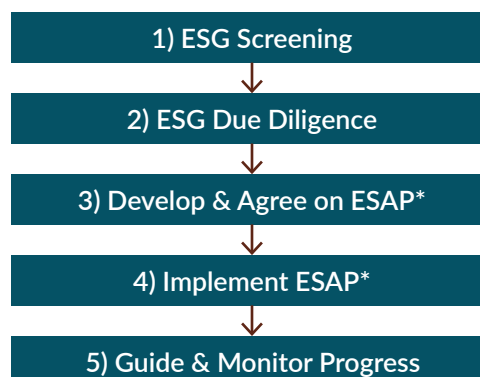 1) ESG Screening
2) ESG Due Diligence
3) Develop & Agree on ESAP*
4) Implement ESAP*
5) Guide & Monitor Progress